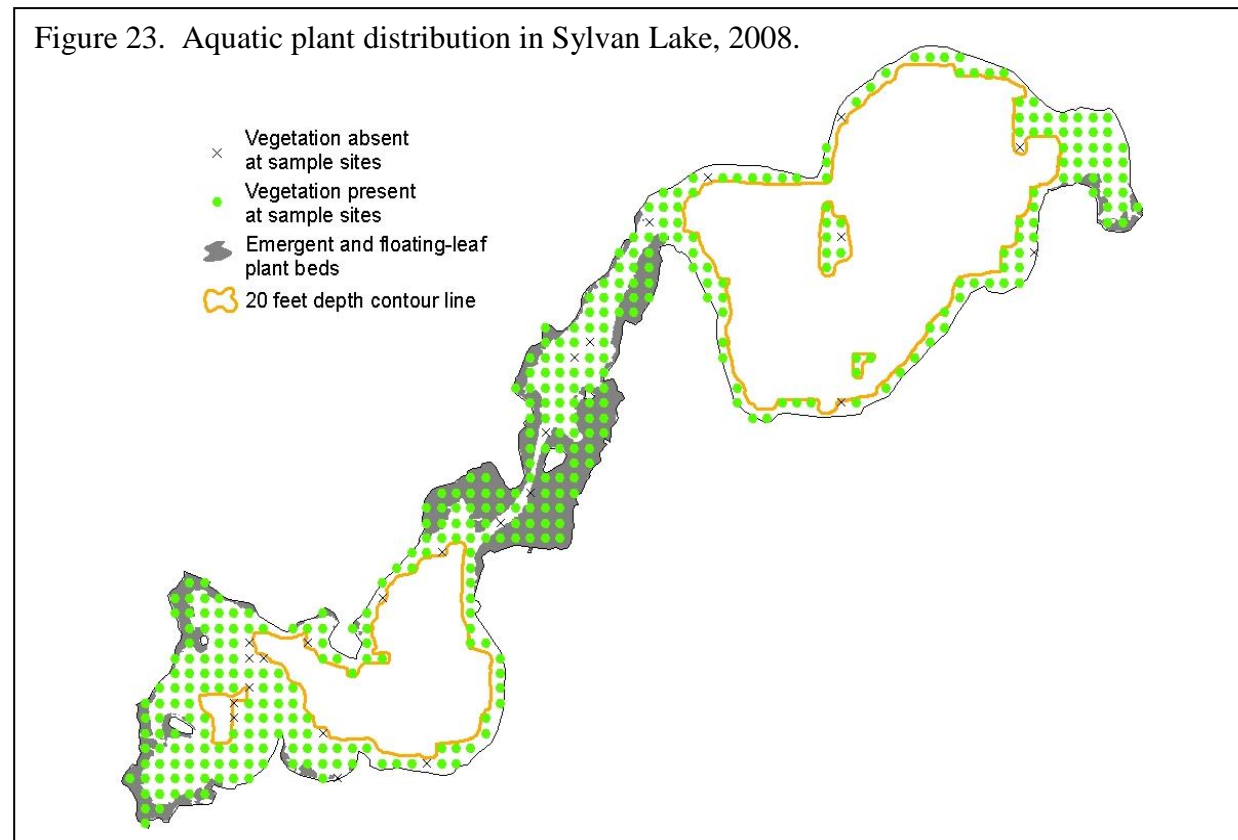 Figure 23.  Aquatic plant distribution in Sylvan Lake, 2008.
Vegetation absent
at sample sites
Vegetation present
at sample sites
Emergent and floating-leaf
plant beds
20 feet depth contour line